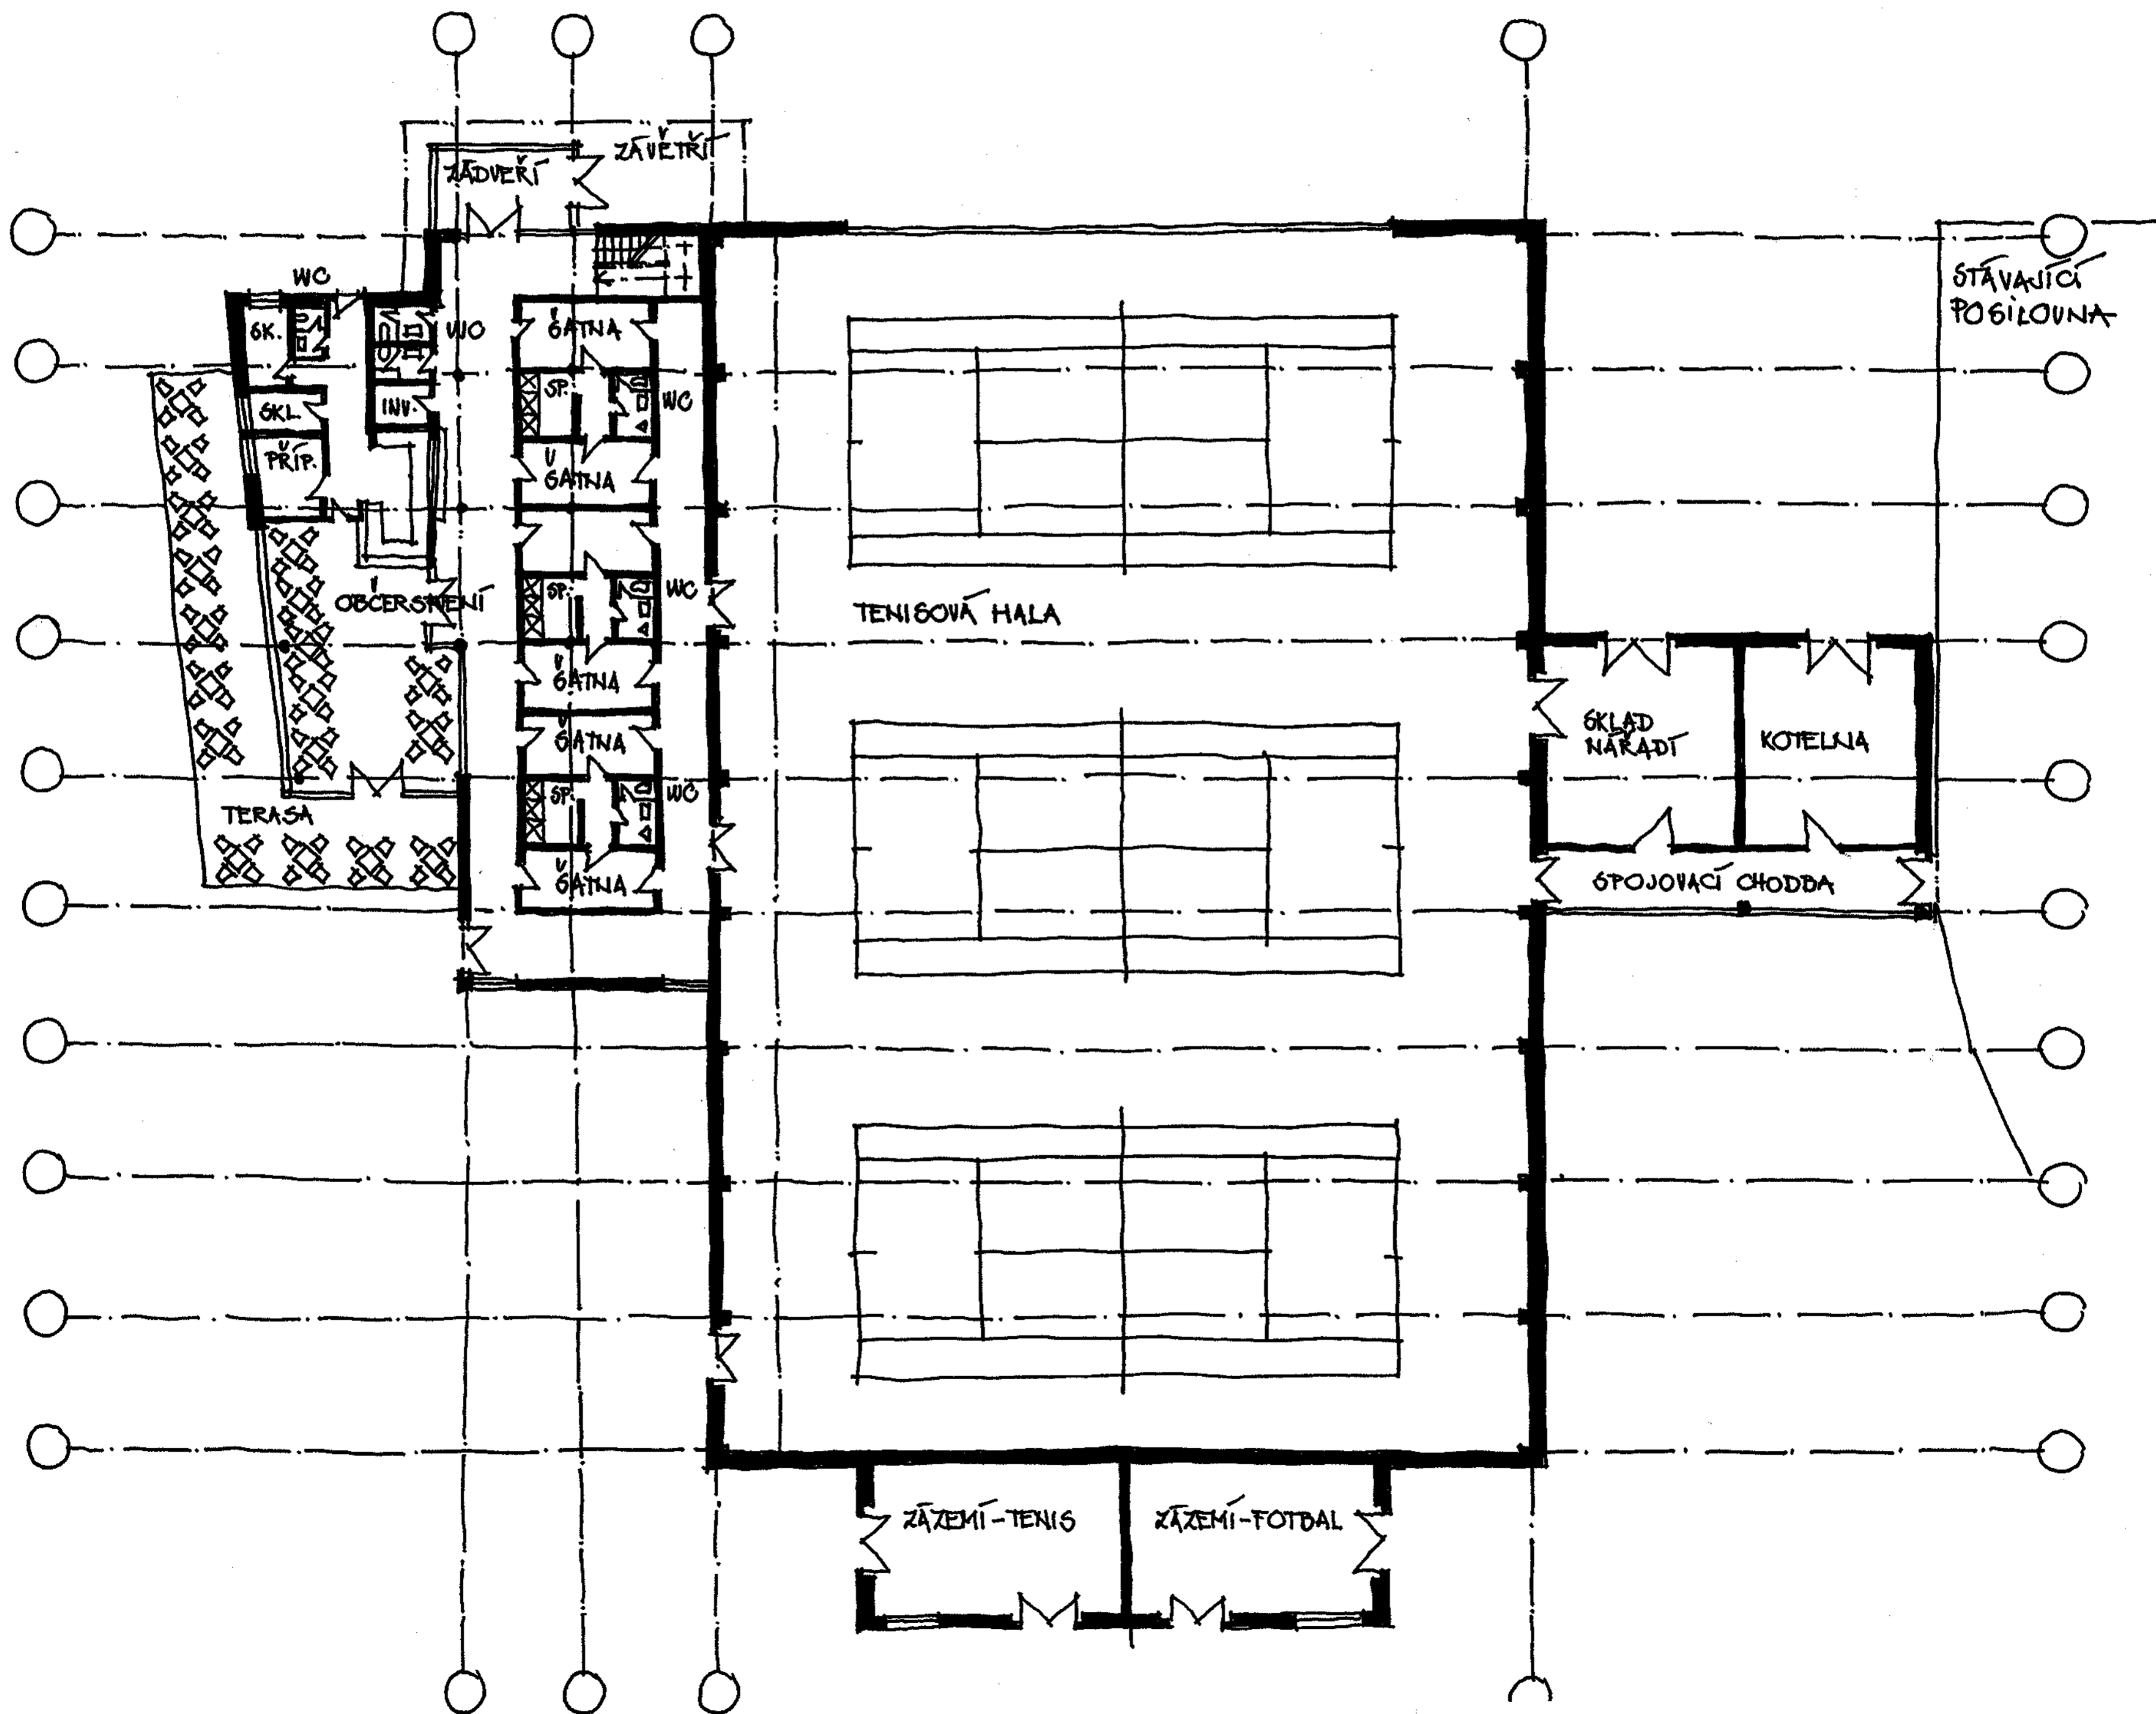 ZÁVĚTŘÍ
ZÁDVEŘÍ
STÁVAJÍCÍ
POSILOVNA
WC
SK.
WC
ŠATNA
SKL.
INV.
SP.
WC
PŘÍP.
ŠATNA
OBČERSTVENÍ
SP.
WC
TENISOVÁ HALA
ŠATNA
ŠATNA
SKLAD
NÁŘADÍ
KOTELNA
SP.
WC
TERASA
ŠATNA
SPOJOVACÍ CHODBA
ZÁZEMÍ-TENIS
ZÁZEMÍ-FOTBAL